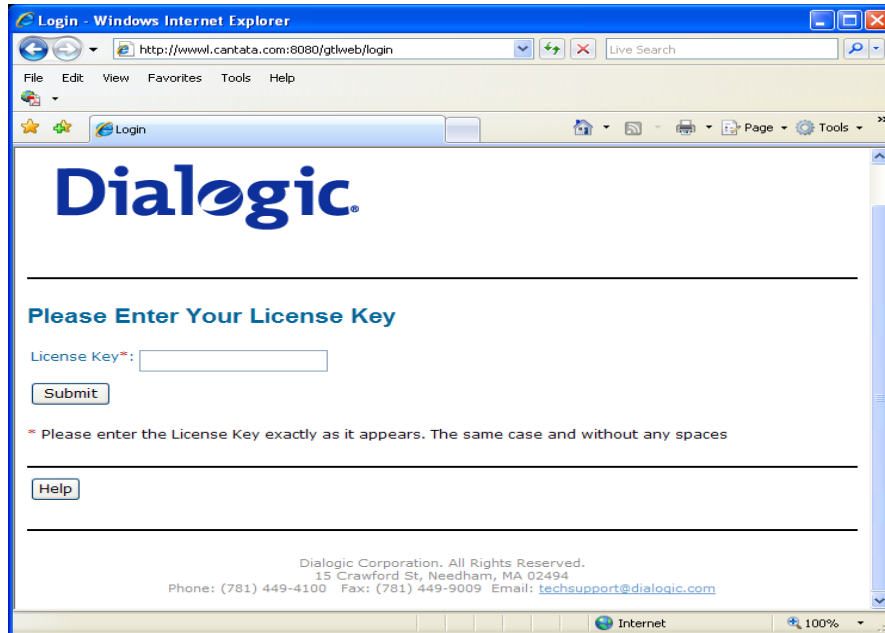 Login - Windows Internet Explorer
http://wwwl.cantata.com:8080/gtlweb/login
Live Search
File Edit View Favorites Tools Help
Login
Page Tools »
Dialogic®
Please Enter Your License Key
License Key*:
Submit
* Please enter the License Key exactly as it appears. The same case and without any spaces
Help
Dialogic Corporation. All Rights Reserved.
15 Crawford St, Needham, MA 02494
Phone: (781) 449-4100 Fax: (781) 449-9009 Email: techsupport@dialogic.com
Internet 100%